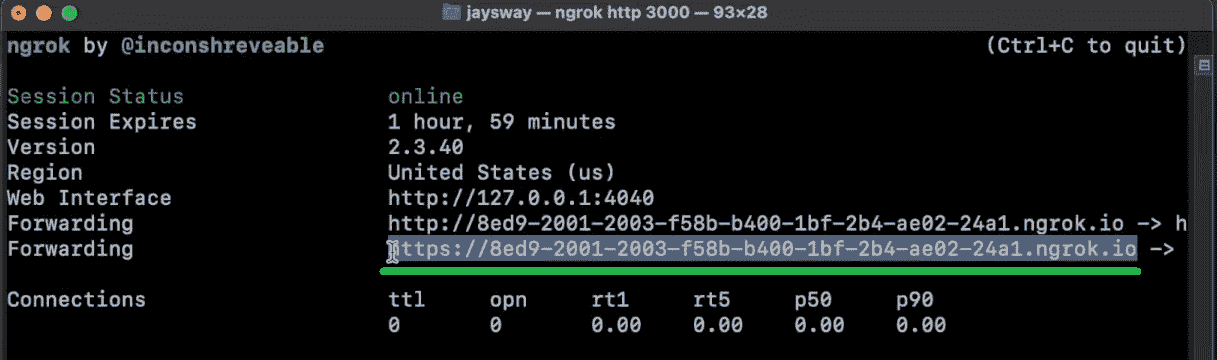 jaysway — ngrok http 3000 — 93×28
ngrok by @inconshreveable (Ctrl+C to quit)
Session Status online
Session Expires 1 hour, 59 minutes
Version 2.3.40
Region United States (us)
Web Interface http://127.0.0.1:4040
Forwarding http://8ed9-2001-2003-f58b-b400-1bf-2b4-ae02-24a1.ngrok.io -> h
Forwarding https://8ed9-2001-2003-f58b-b400-1bf-2b4-ae02-24a1.ngrok.io ->
Connections ttl opn rt1 rt5 p50 p90
0 0 0.00 0.00 0.00 0.00